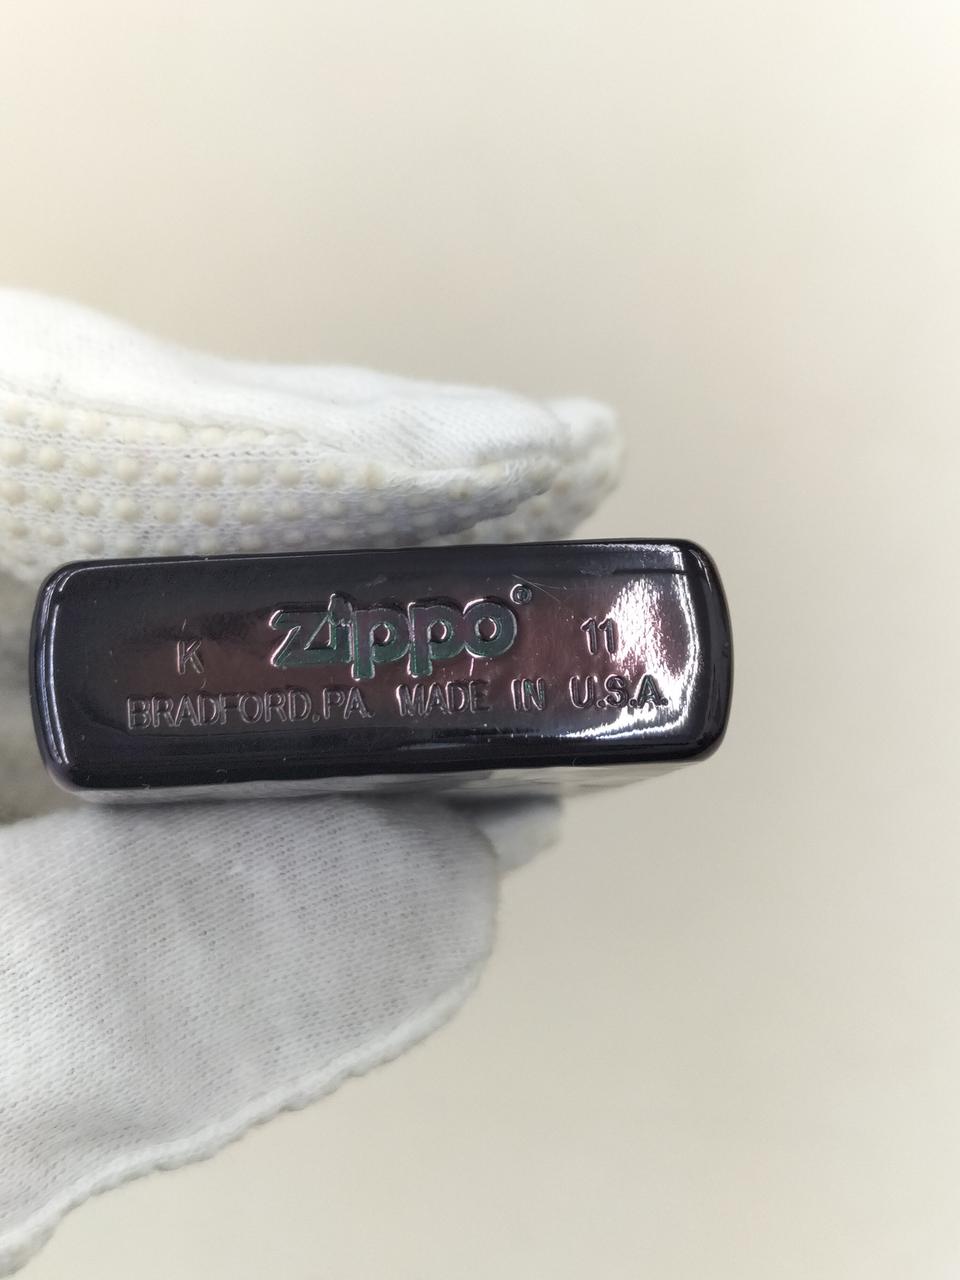 K zippo® 11
BRADFORD, PA. MADE IN U.S.A.